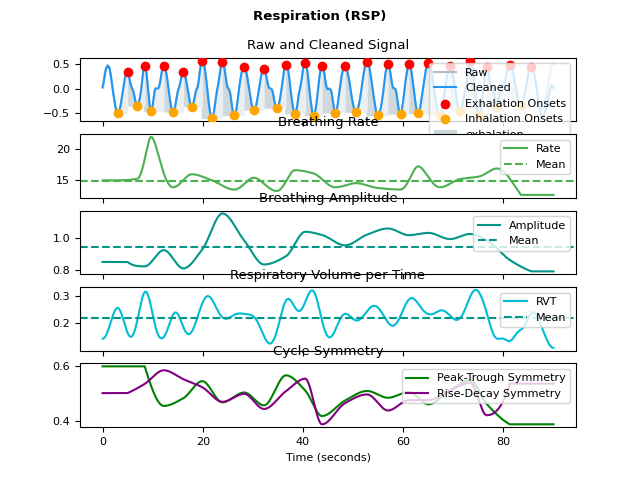 Respiration (RSP)
Raw and Cleaned Signal
0.5
0.0
−0.5
Raw
Cleaned
Exhalation Onsets
Inhalation Onsets
exhalation
Breathing Rate
20
15
Rate
Mean
Breathing Amplitude
1.0
0.8
Amplitude
Mean
Respiratory Volume per Time
0.3
0.2
RVT
Mean
Cycle Symmetry
0.6
0.4
Peak-Trough Symmetry
Rise-Decay Symmetry
0 20 40 60 80
Time (seconds)